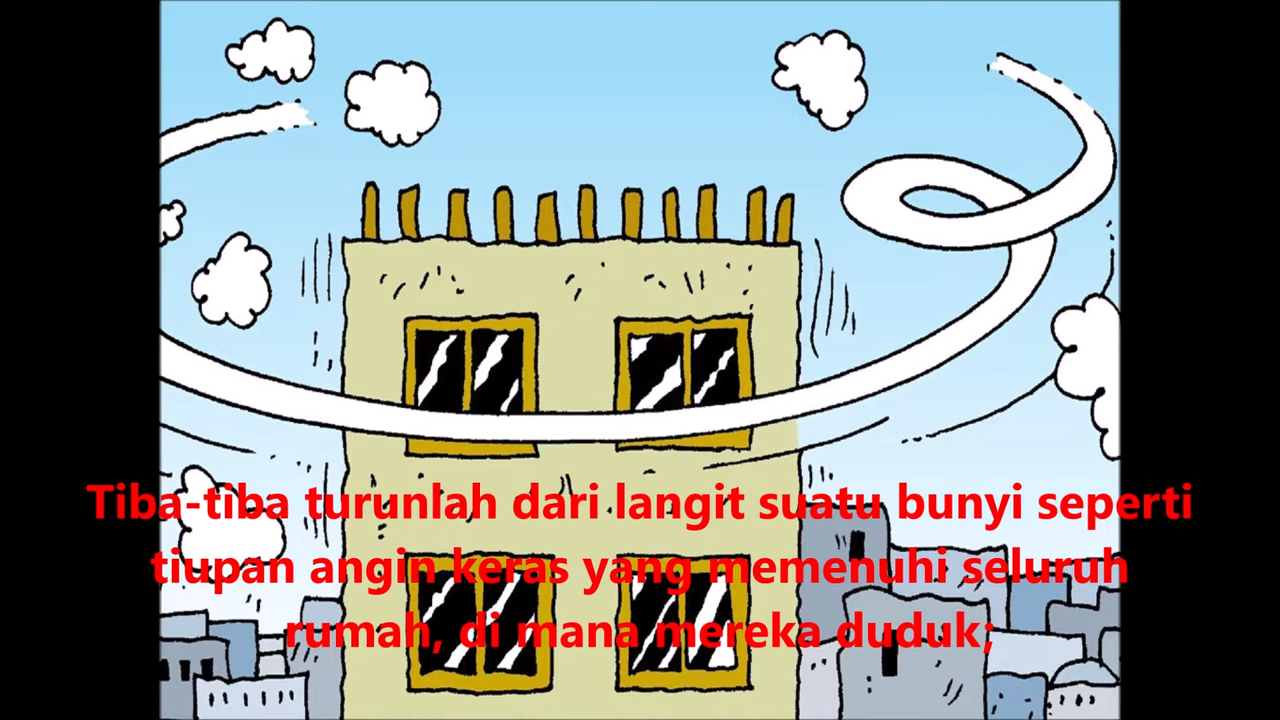 Tiba-tiba turunlah dari langit suatu bunyi seperti
tiupan angin keras yang memenuhi seluruh
rumah, di mana mereka duduk;